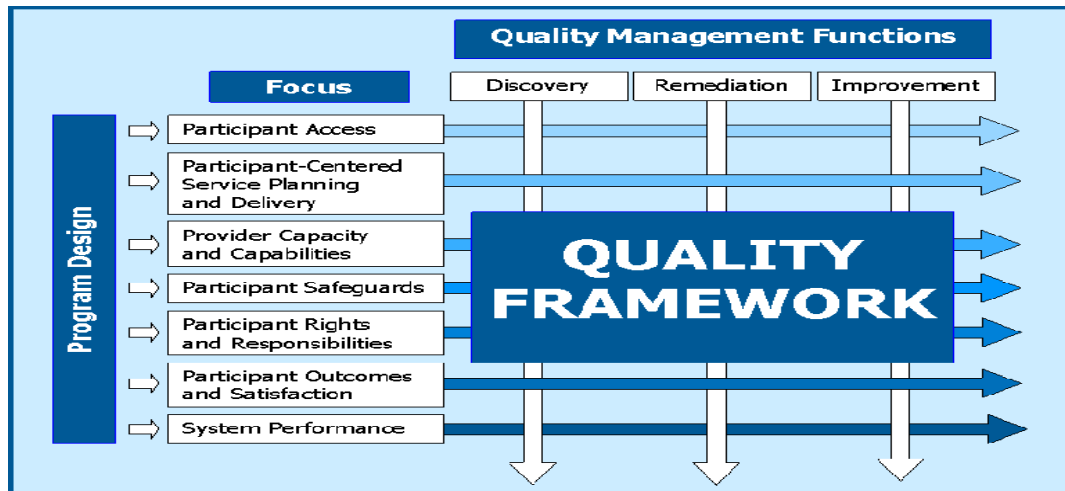 Quality Management Functions
Focus
Discovery
Remediation
Improvement
Program Design
Participant Access
Participant-Centered
Service Planning
and Delivery
Provider Capacity
and Capabilities
Participant Safeguards
Participant Rights
and Responsibilities
Participant Outcomes
and Satisfaction
System Performance
QUALITY
FRAMEWORK